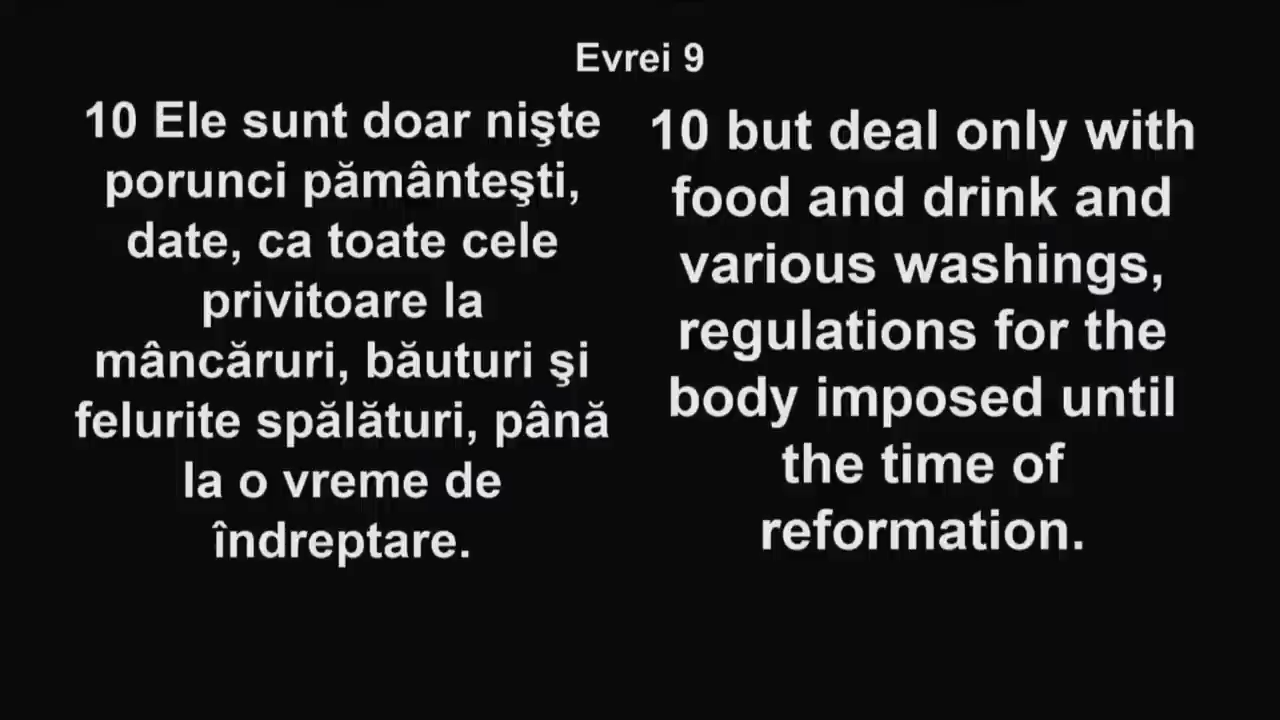 Evrei 9
10 Ele sunt doar nişte
porunci pământeşti,
date, ca toate cele
privitoare la
mâncăruri, băuturi şi
felurite spălături, până
la o vreme de
îndreptare.
10 but deal only with
food and drink and
various washings,
regulations for the
body imposed until
the time of
reformation.